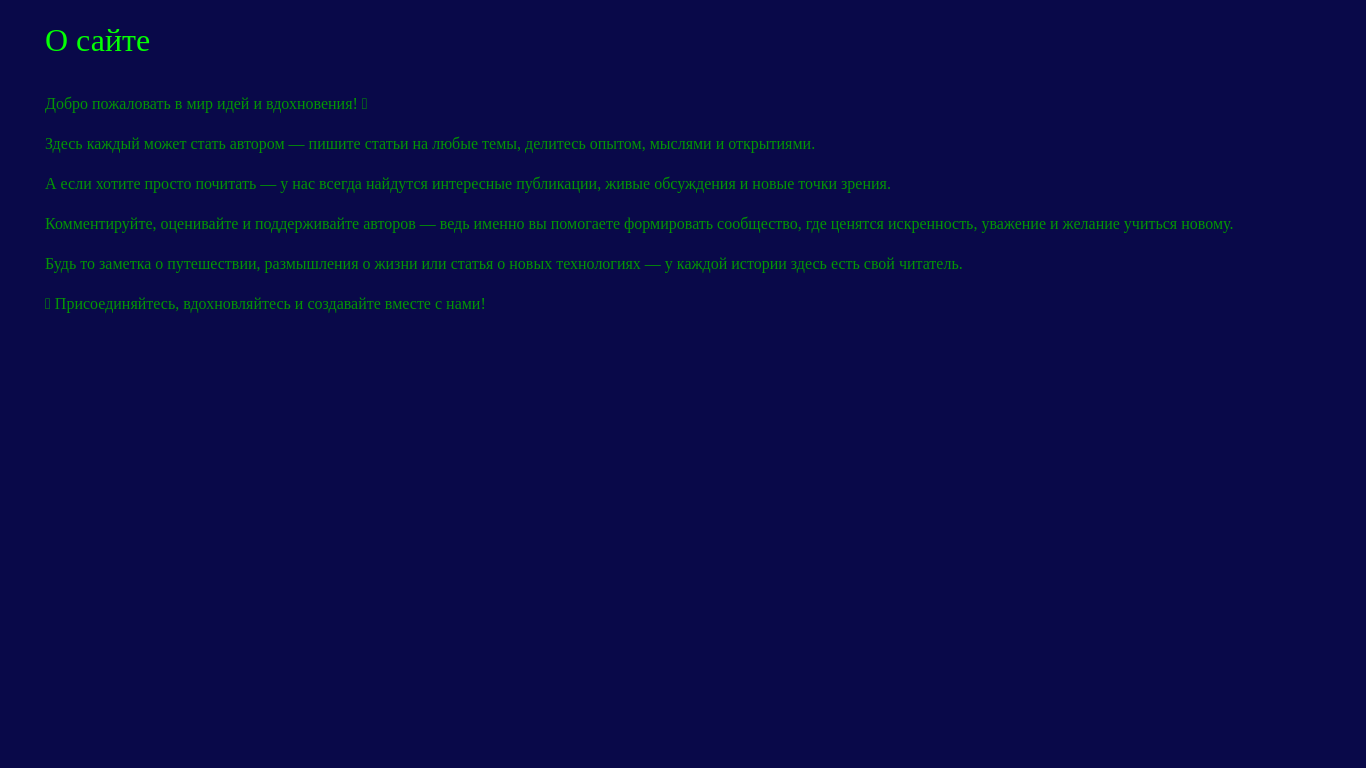 О сайте
Добро пожаловать в мир идей и вдохновения!
Здесь каждый может стать автором — пишите статьи на любые темы, делитесь опытом, мыслями и открытиями.
А если хотите просто почитать — у нас всегда найдутся интересные публикации, живые обсуждения и новые точки зрения.
Комментируйте, оценивайте и поддерживайте авторов — ведь именно вы помогаете формировать сообщество, где ценятся искренность, уважение и желание учиться новому.
Будь то заметка о путешествии, размышления о жизни или статья о новых технологиях — у каждой истории здесь есть свой читатель.
Присоединяйтесь, вдохновляйтесь и создавайте вместе с нами!